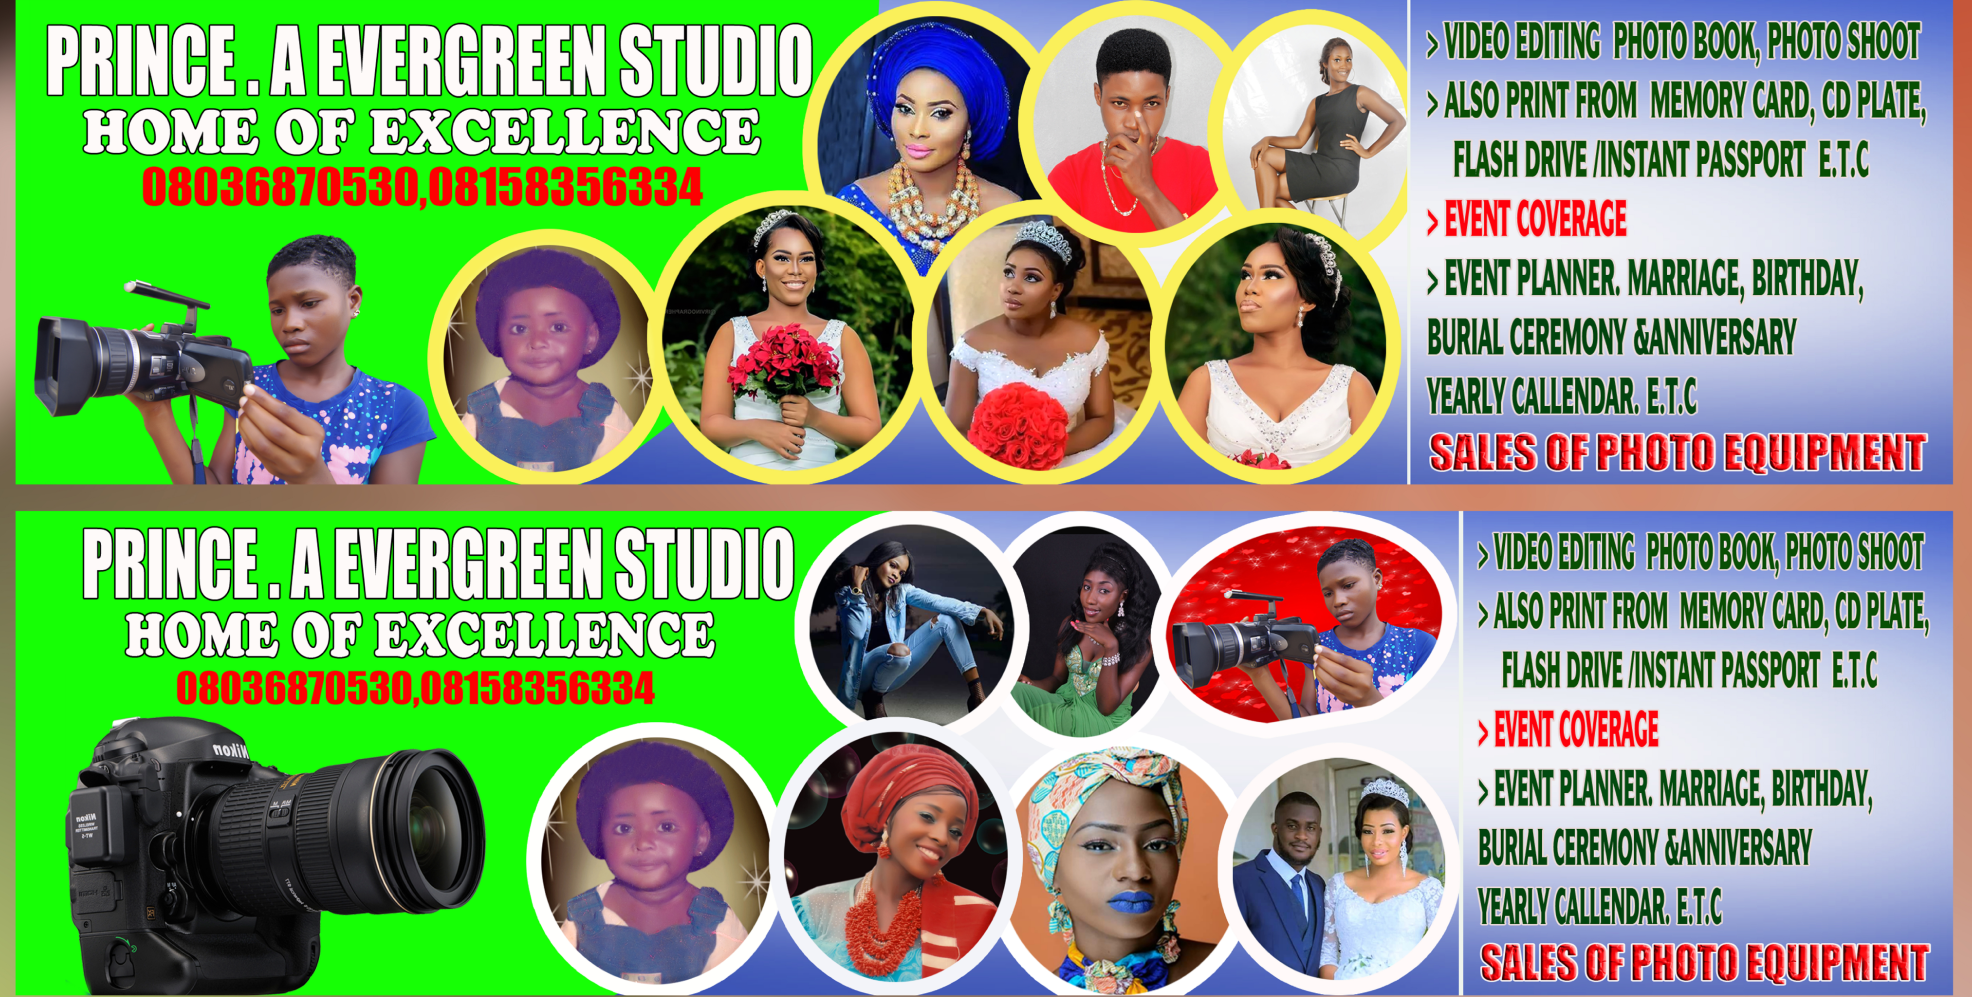 PRINCE . A EVERGREEN STUDIO
HOME OF EXCELLENCE
08036870530,08158356334
> VIDEO EDITING PHOTO BOOK, PHOTO SHOOT
> ALSO PRINT FROM MEMORY CARD, CD PLATE,
FLASH DRIVE /INSTANT PASSPORT E.T.C
> EVENT COVERAGE
> EVENT PLANNER. MARRIAGE, BIRTHDAY,
BURIAL CEREMONY &ANNIVERSARY
YEARLY CALLENDAR. E.T.C
SALES OF PHOTO EQUIPMENT
PRINCE . A EVERGREEN STUDIO
HOME OF EXCELLENCE
08036870530,08158356334
Nikon
Nikon
> VIDEO EDITING PHOTO BOOK, PHOTO SHOOT
> ALSO PRINT FROM MEMORY CARD, CD PLATE,
FLASH DRIVE /INSTANT PASSPORT E.T.C
> EVENT COVERAGE
> EVENT PLANNER. MARRIAGE, BIRTHDAY,
BURIAL CEREMONY &ANNIVERSARY
YEARLY CALLENDAR. E.T.C
SALES OF PHOTO EQUIPMENT